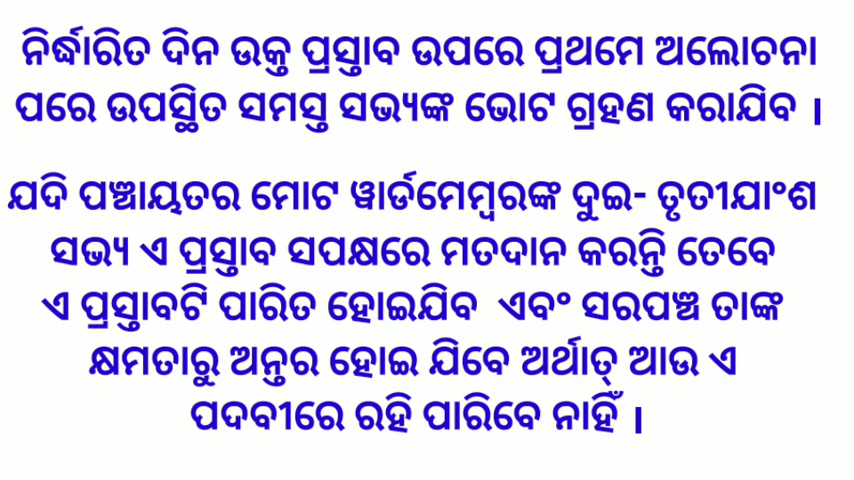 ନିର୍ଦ୍ଧାରିତ ଦିନ ଉକ୍ତ ପ୍ରସ୍ତାବ ଉପରେ ପ୍ରଥମେ ଅଲୋଚନା
ପରେ ଉପସ୍ଥିତ ସମସ୍ତ ସଭ୍ୟଙ୍କ ଭୋଟ ଗ୍ରହଣ କରାଯିବ ।
ଯଦି ପଞ୍ଚାୟତର ମୋଟ ୱାର୍ଡମେମ୍ବରଙ୍କ ଦୁଇ- ତୃତୀଯାଂଶ
ସଭ୍ୟ ଏ ପ୍ରସ୍ତାବ ସପକ୍ଷରେ ମତଦାନ କରନ୍ତି ତେବେ
ଏ ପ୍ରସ୍ତାବଟି ପାରିତ ହୋଇଯିବ ଏବଂ ସରପଞ୍ଚ ତାଙ୍କ
କ୍ଷମତାରୁ ଅନ୍ତର ହୋଇ ଯିବେ ଅର୍ଥାତ୍ ଆଉ ଏ
ପଦବୀରେ ରହି ପାରିବେ ନାହିଁ ।